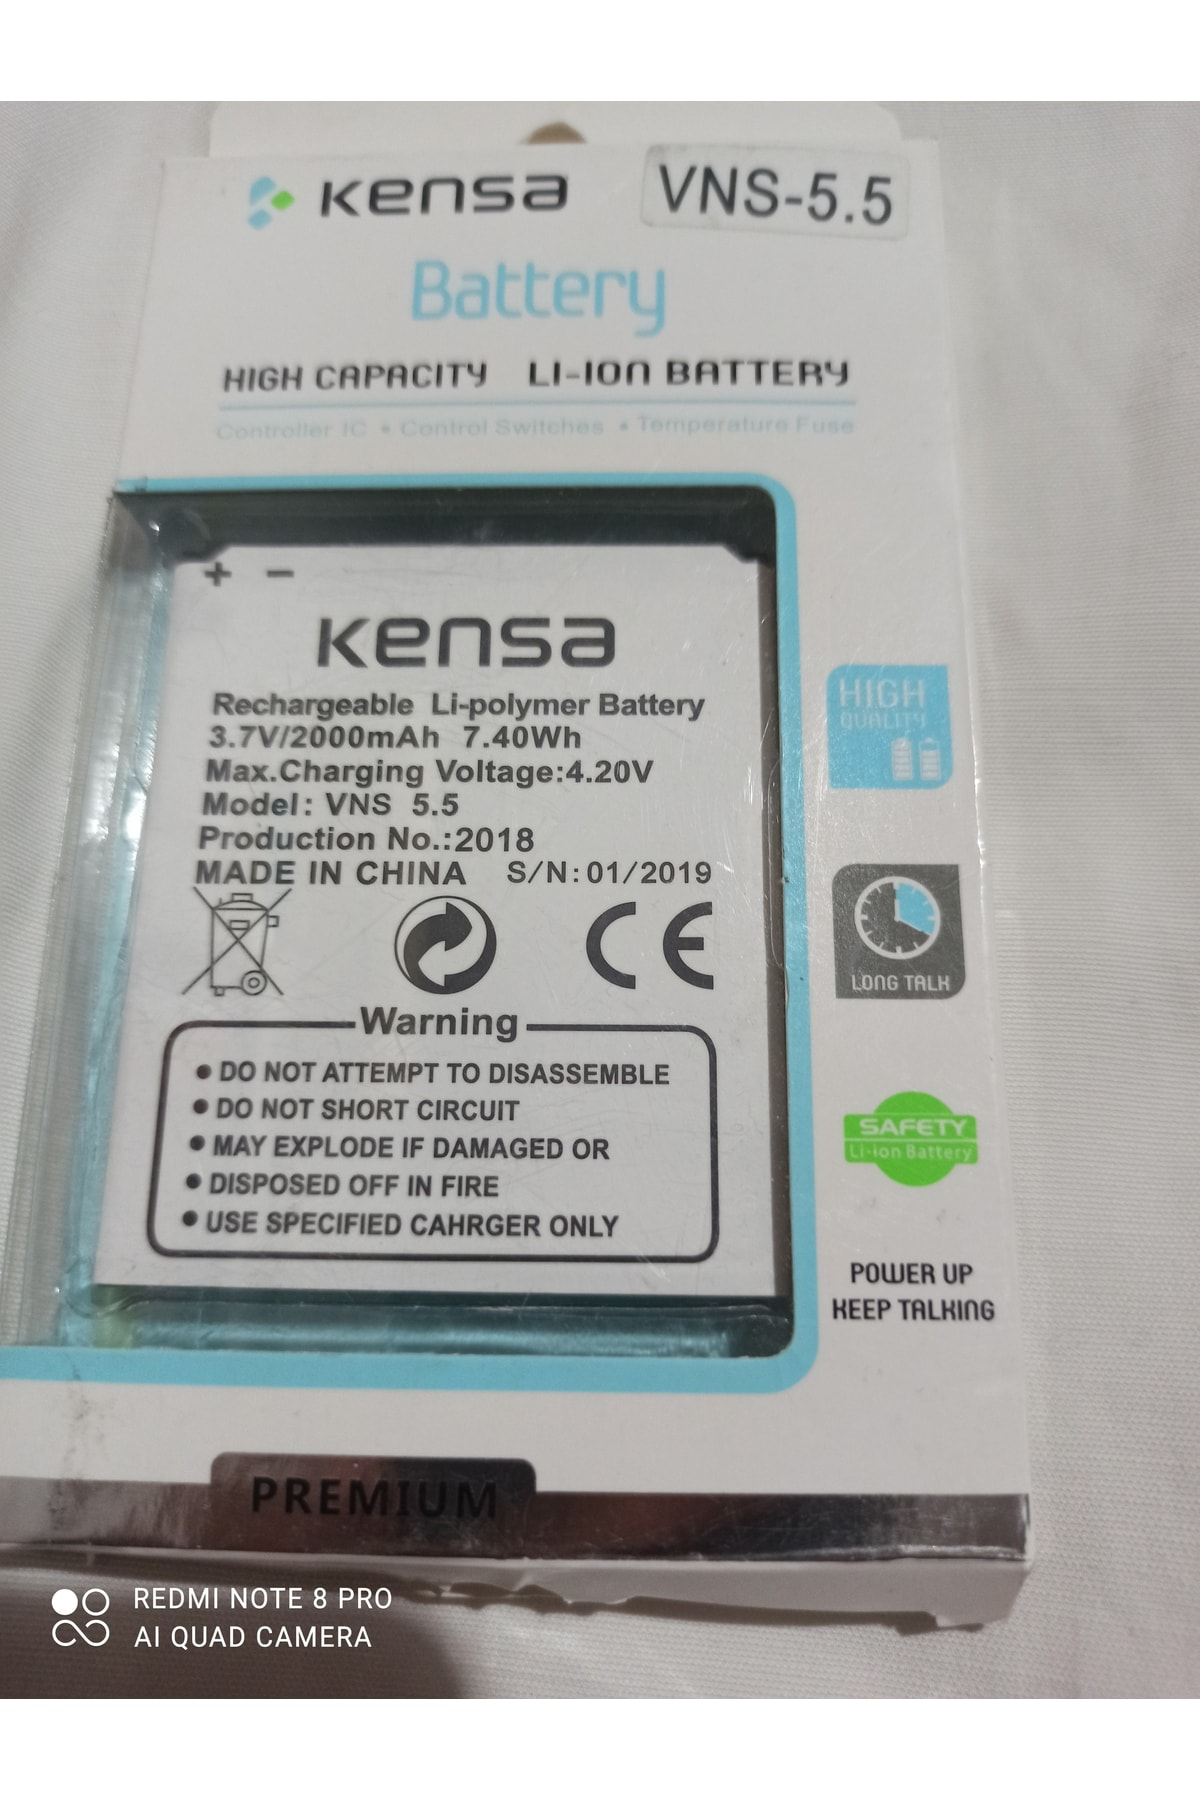 Kensa
VNS-5.5
Battery
HIGH CAPACITY LI-ION BATTERY
Controller IC • Control Switches • Temperature Fuse
+ −
Kensa
Rechargeable Li-polymer Battery
3.7V/2000mAh 7.40Wh
Max.Charging Voltage:4.20V
Model: VNS 5.5
Production No.:2018
MADE IN CHINA S/N:01/2019
CE
Warning
• DO NOT ATTEMPT TO DISASSEMBLE
• DO NOT SHORT CIRCUIT
• MAY EXPLODE IF DAMAGED OR
• DISPOSED OFF IN FIRE
• USE SPECIFIED CAHRGER ONLY
HIGH
QUALITY
LONG TALK
SAFETY
Li-ion Battery
POWER UP
KEEP TALKING
PREMIUM
REDMI NOTE 8 PRO
AI QUAD CAMERA